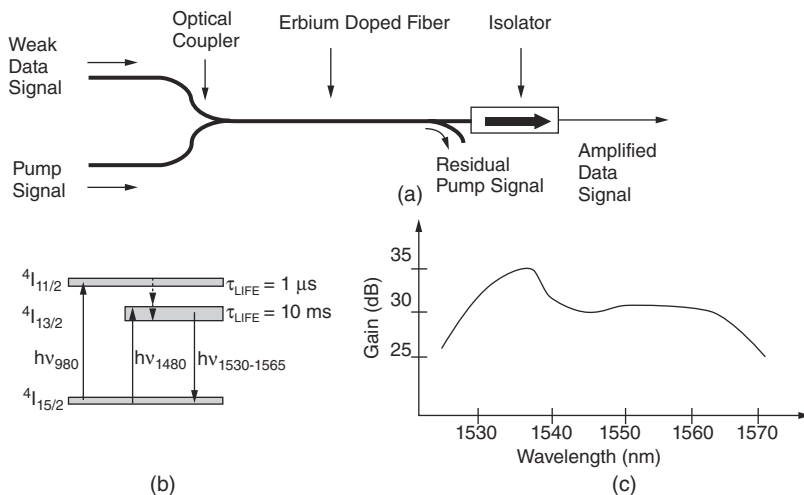 Optical
Coupler
Erbium Doped Fiber
Isolator
Weak
Data
Signal
Pump
Signal
Residual
Pump Signal
Amplified
Data
Signal
(a)
⁴I₁₁/₂
τLIFE = 1 μs
⁴I₁₃/₂
τLIFE = 10 ms
hν980
hν1480
hν1530-1565
⁴I₁₅/₂
(b)
Gain (dB)
35
30
25
1530 1540 1550 1560 1570
Wavelength (nm)
(c)